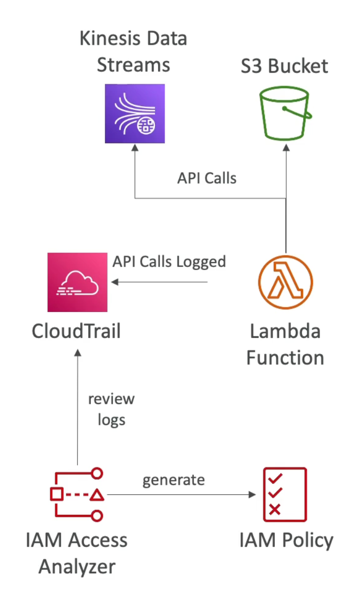 Kinesis Data
Streams
S3 Bucket
API Calls
API Calls Logged
CloudTrail
Lambda
Function
review
logs
generate
IAM Access
Analyzer
IAM Policy